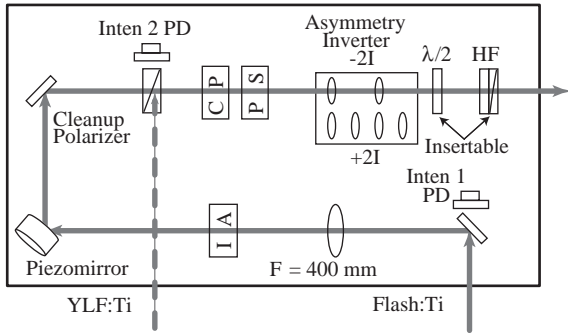 Inten 2 PD
Asymmetry
Inverter
-2I
λ/2
HF
C P
P S
Cleanup
Polarizer
+2I
Insertable
Inten 1
PD
I A
Piezomirror
F = 400 mm
YLF:Ti
Flash:Ti